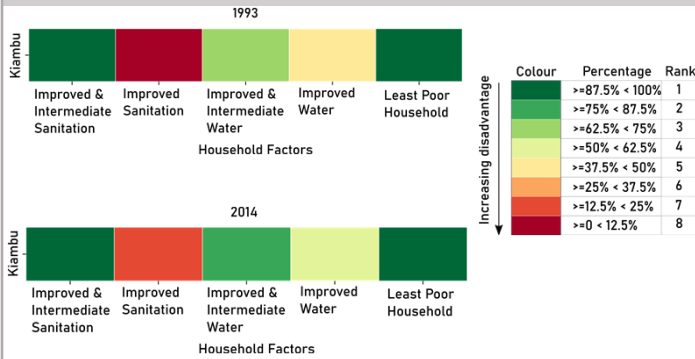 1993
Kiambu
Improved &
Intermediate
Sanitation
Improved
Sanitation
Improved &
Intermediate
Water
Improved
Water
Least Poor
Household
Household Factors
2014
Kiambu
Improved &
Intermediate
Sanitation
Improved
Sanitation
Improved &
Intermediate
Water
Improved
Water
Least Poor
Household
Household Factors
Increasing disadvantage
Colour Percentage Rank
>=87.5% < 100% 1
>=75% < 87.5% 2
>=62.5% < 75% 3
>=50% < 62.5% 4
>=37.5% < 50% 5
>=25% < 37.5% 6
>=12.5% < 25% 7
>=0 < 12.5% 8